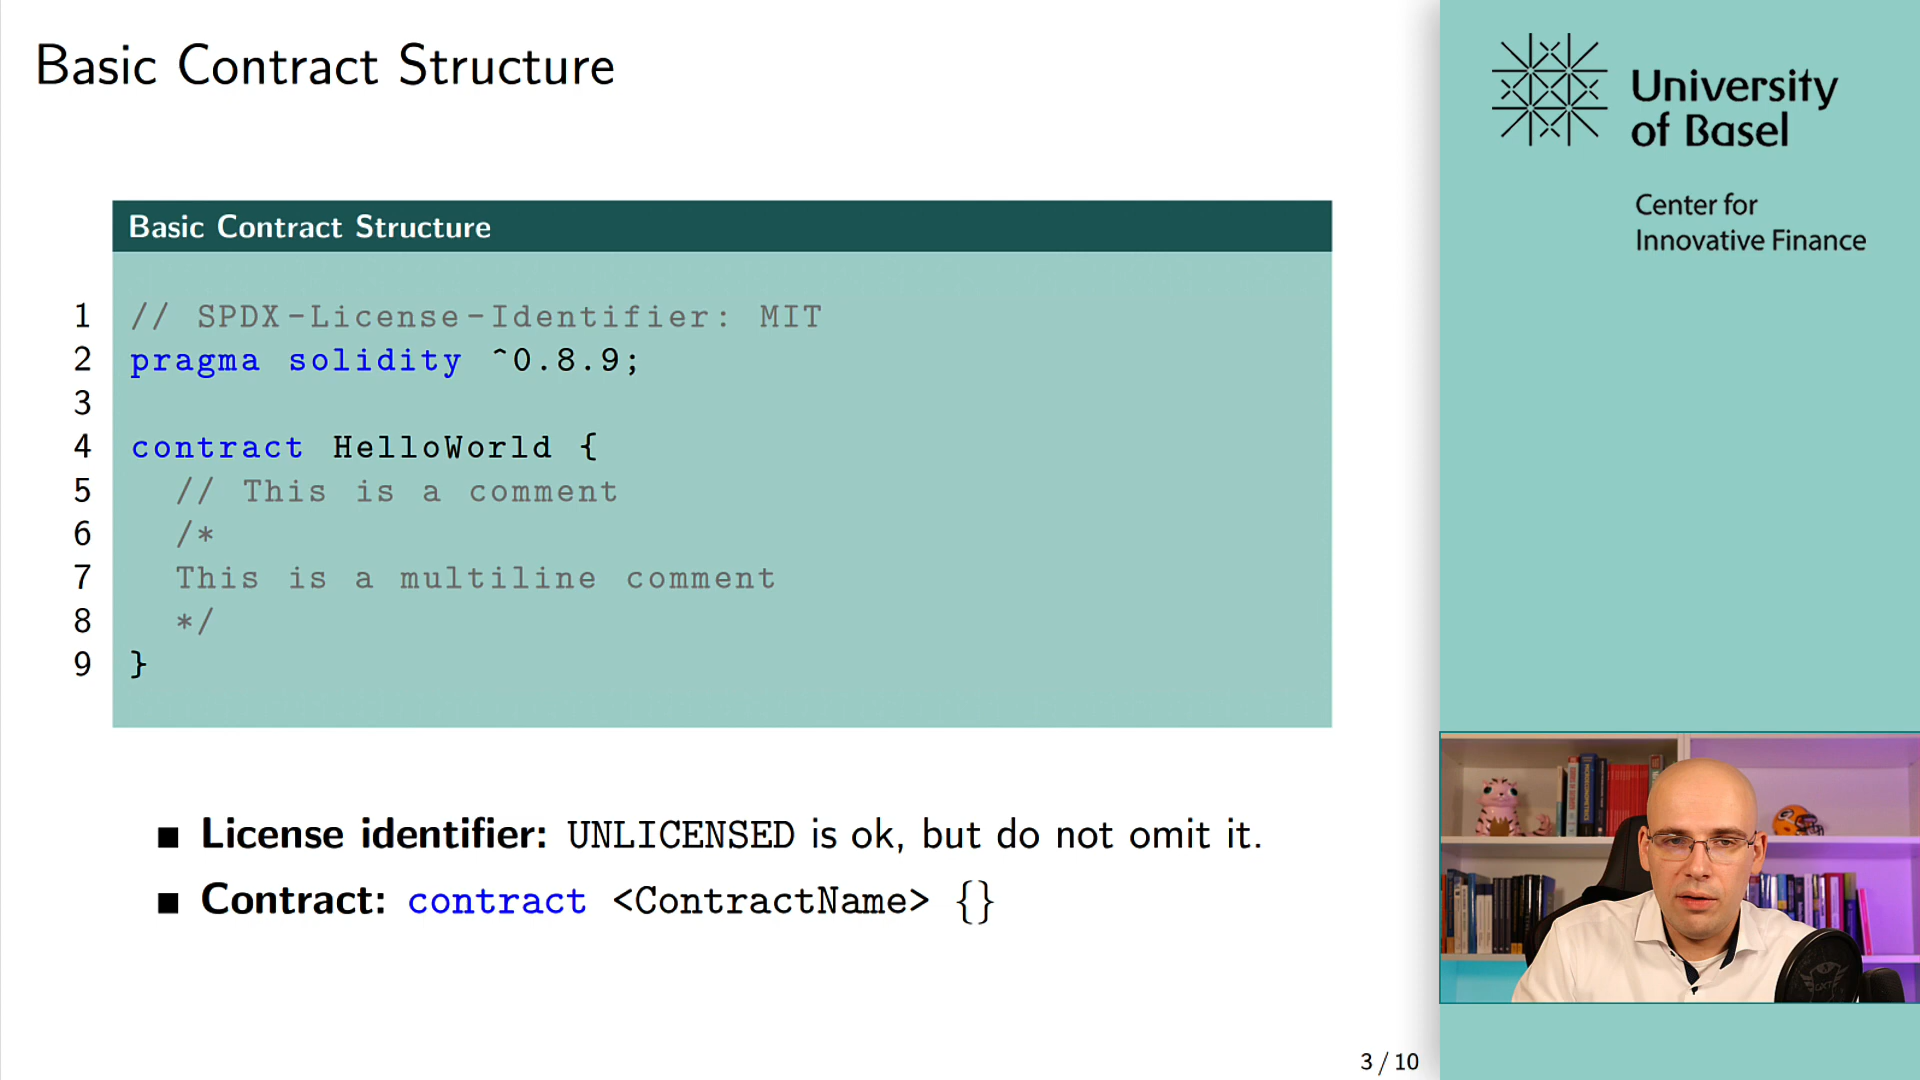 Basic Contract Structure
Basic Contract Structure
1 // SPDX-License-Identifier: MIT
2 pragma solidity ^0.8.9;
3
4 contract HelloWorld {
5 // This is a comment
6 /*
7 This is a multiline comment
8 */
9 }
■ License identifier: UNLICENSED is ok, but do not omit it.
■ Contract: contract <ContractName> {}
3 / 10
University
of Basel
Center for
Innovative Finance